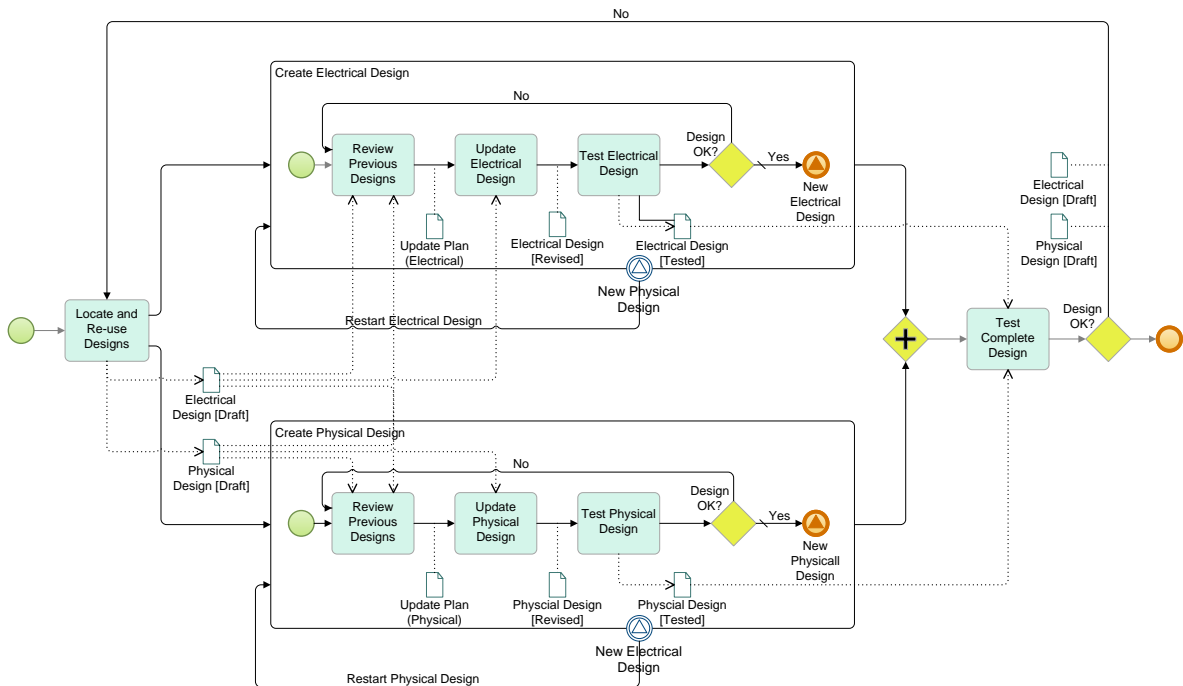 No
Create Electrical Design
No
Review
Previous
Designs
Update
Electrical
Design
Test Electrical
Design
Design
OK?
Yes
New
Electrical
Design
Update Plan
(Electrical)
Electrical Design
[Revised]
Electrical Design
[Tested]
New Physical
Design
Restart Electrical Design
Electrical
Design [Draft]
Physical
Design [Draft]
Locate and
Re-use
Designs
Test
Complete
Design
Design
OK?
Electrical
Design [Draft]
Physical
Design [Draft]
Create Physical Design
No
Review
Previous
Designs
Update
Physical
Design
Test Physical
Design
Design
OK?
Yes
New
Physicall
Design
Update Plan
(Physical)
Physcial Design
[Revised]
Physcial Design
[Tested]
New Electrical
Design
Restart Physical Design